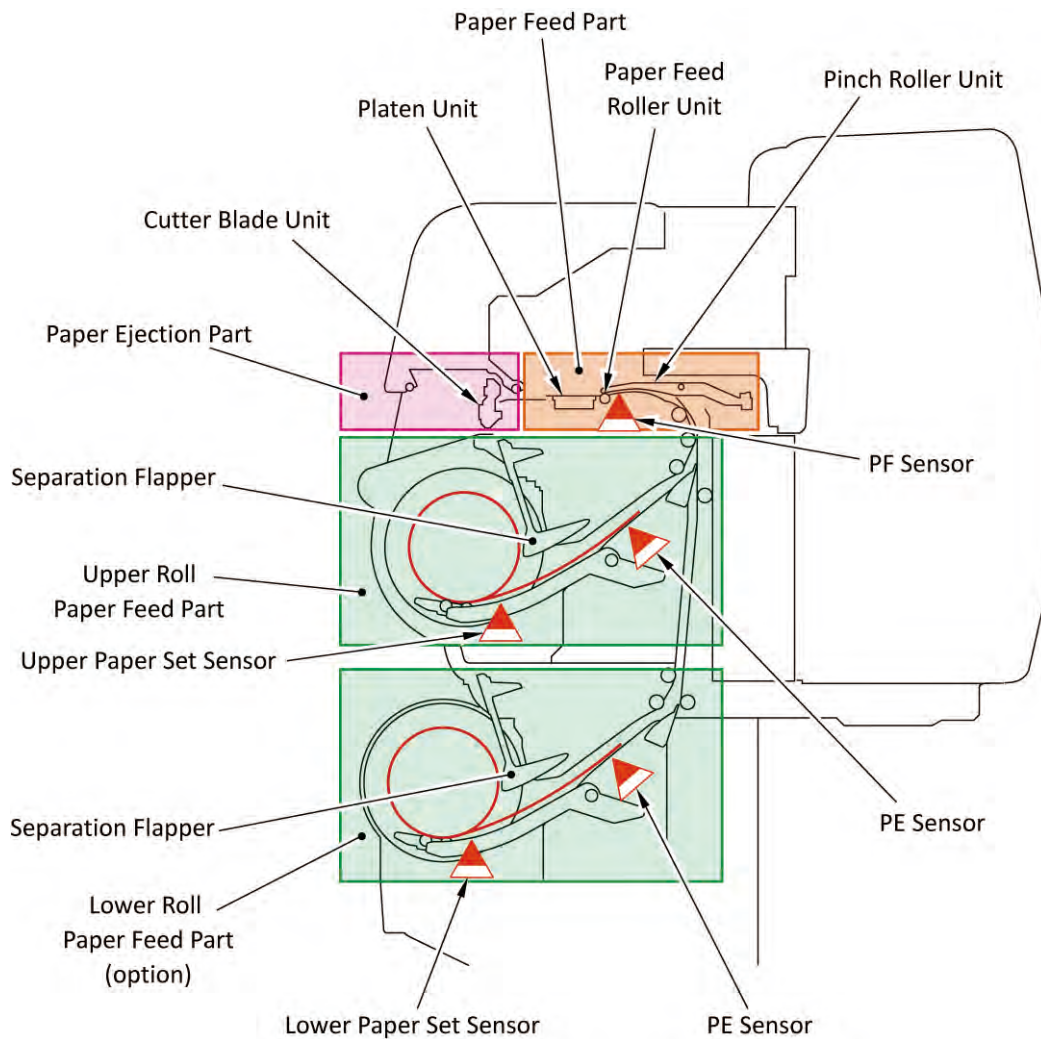 Paper Feed Part
Paper Feed
Roller Unit
Pinch Roller Unit
Platen Unit
Cutter Blade Unit
Paper Ejection Part
PF Sensor
Separation Flapper
Upper Roll
Paper Feed Part
Upper Paper Set Sensor
PE Sensor
Separation Flapper
Lower Roll
Paper Feed Part
(option)
Lower Paper Set Sensor
PE Sensor